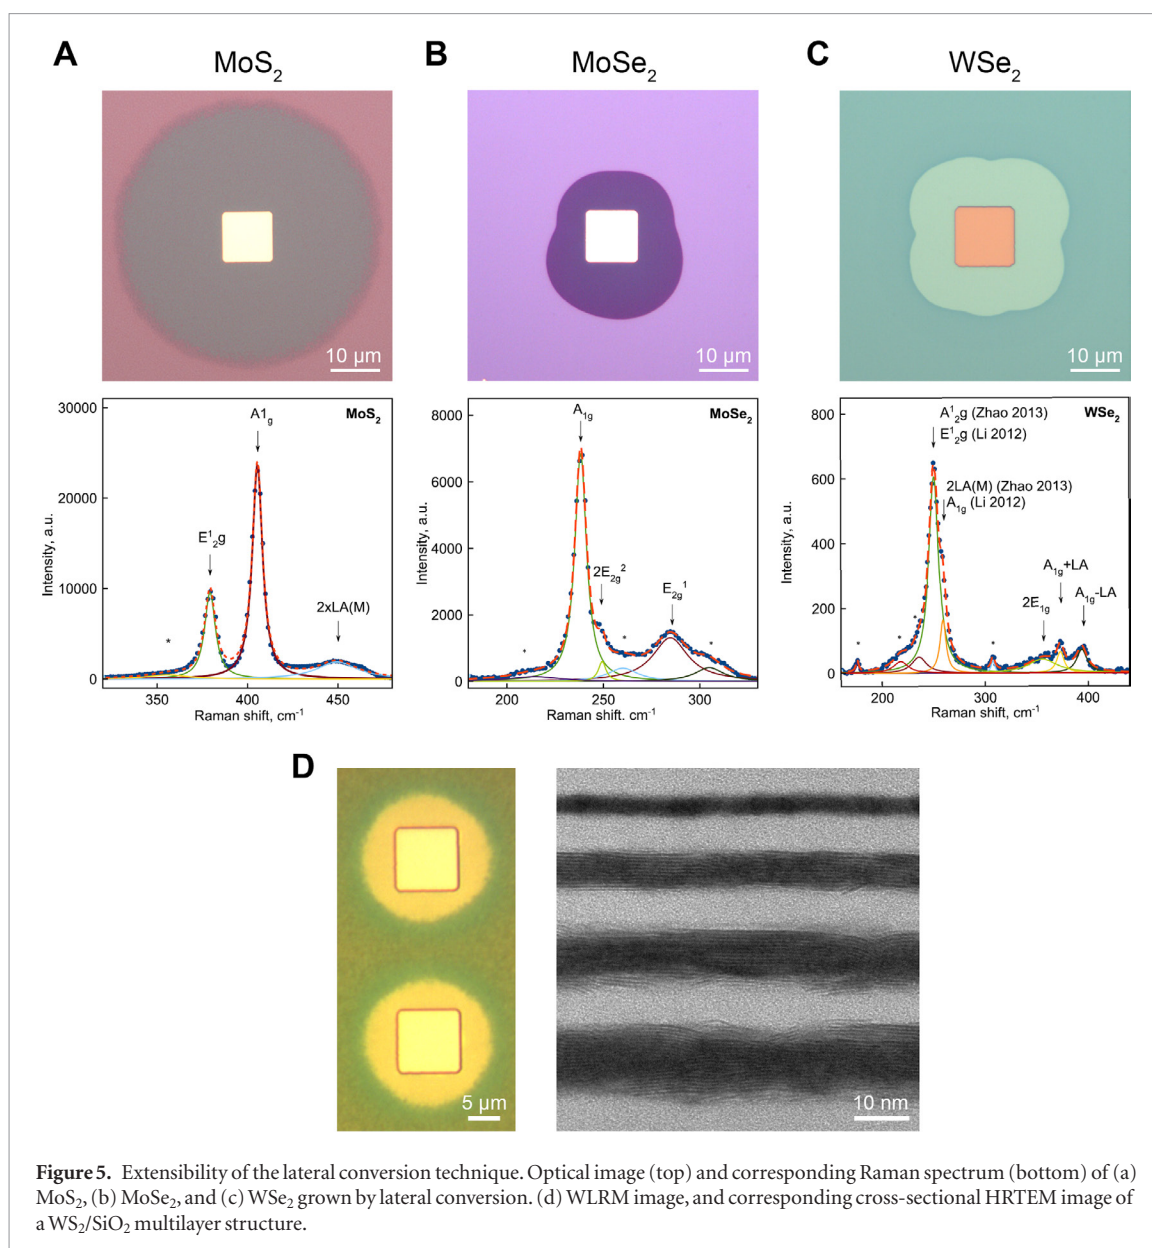 A
MoS₂
B
MoSe₂
C
WSe₂
10 µm
10 µm
10 µm
30000
20000
10000
0
Intensity, a.u.
A1g
MoS₂
E¹₂g
2xLA(M)
*
350
400
450
Raman shift, cm⁻¹
8000
6000
4000
2000
0
Intensity, a.u.
A1g
MoSe₂
2E2g²
E2g¹
*
*
*
200
250
300
Raman shift. cm⁻¹
800
600
400
200
0
Intensity, a.u.
A¹₂g (Zhao 2013)
WSe₂
E¹₂g (Li 2012)
2LA(M) (Zhao 2013)
A1g (Li 2012)
A1g+LA
2E1g
A1g-LA
*
*
*
*
200
300
400
Raman shift, cm⁻¹
D
5 µm
10 nm
Figure 5. Extensibility of the lateral conversion technique. Optical image (top) and corresponding Raman spectrum (bottom) of (a)
MoS₂, (b) MoSe₂, and (c) WSe₂ grown by lateral conversion. (d) WLRM image, and corresponding cross-sectional HRTEM image of
a WS₂/SiO₂ multilayer structure.